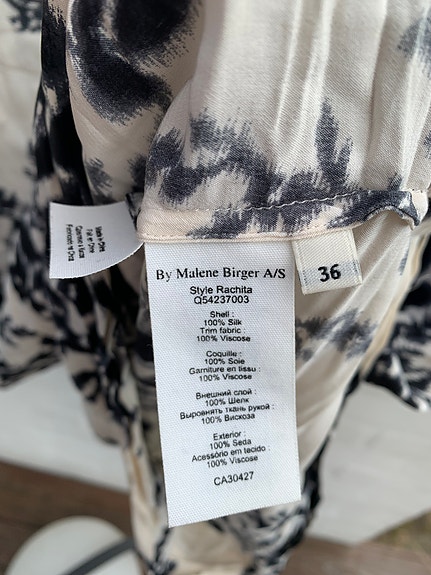 By Malene Birger A/S
36
Style Rachita
Q54237003
Shell :
100% Silk
Trim fabric :
100% Viscose
Coquille :
100% Soie
Garniture en tissu :
100% Viscose
Внешний слой :
100% Шелк
Выровнять ткань рукой :
100% Вискоза
Exterior :
100% Seda
Acessório em tecido :
100% Viscose
CA30427